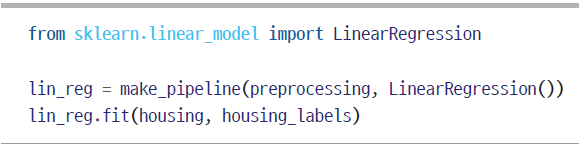 from sklearn.linear_model import LinearRegression
lin_reg = make_pipeline(preprocessing, LinearRegression())
lin_reg.fit(housing, housing_labels)